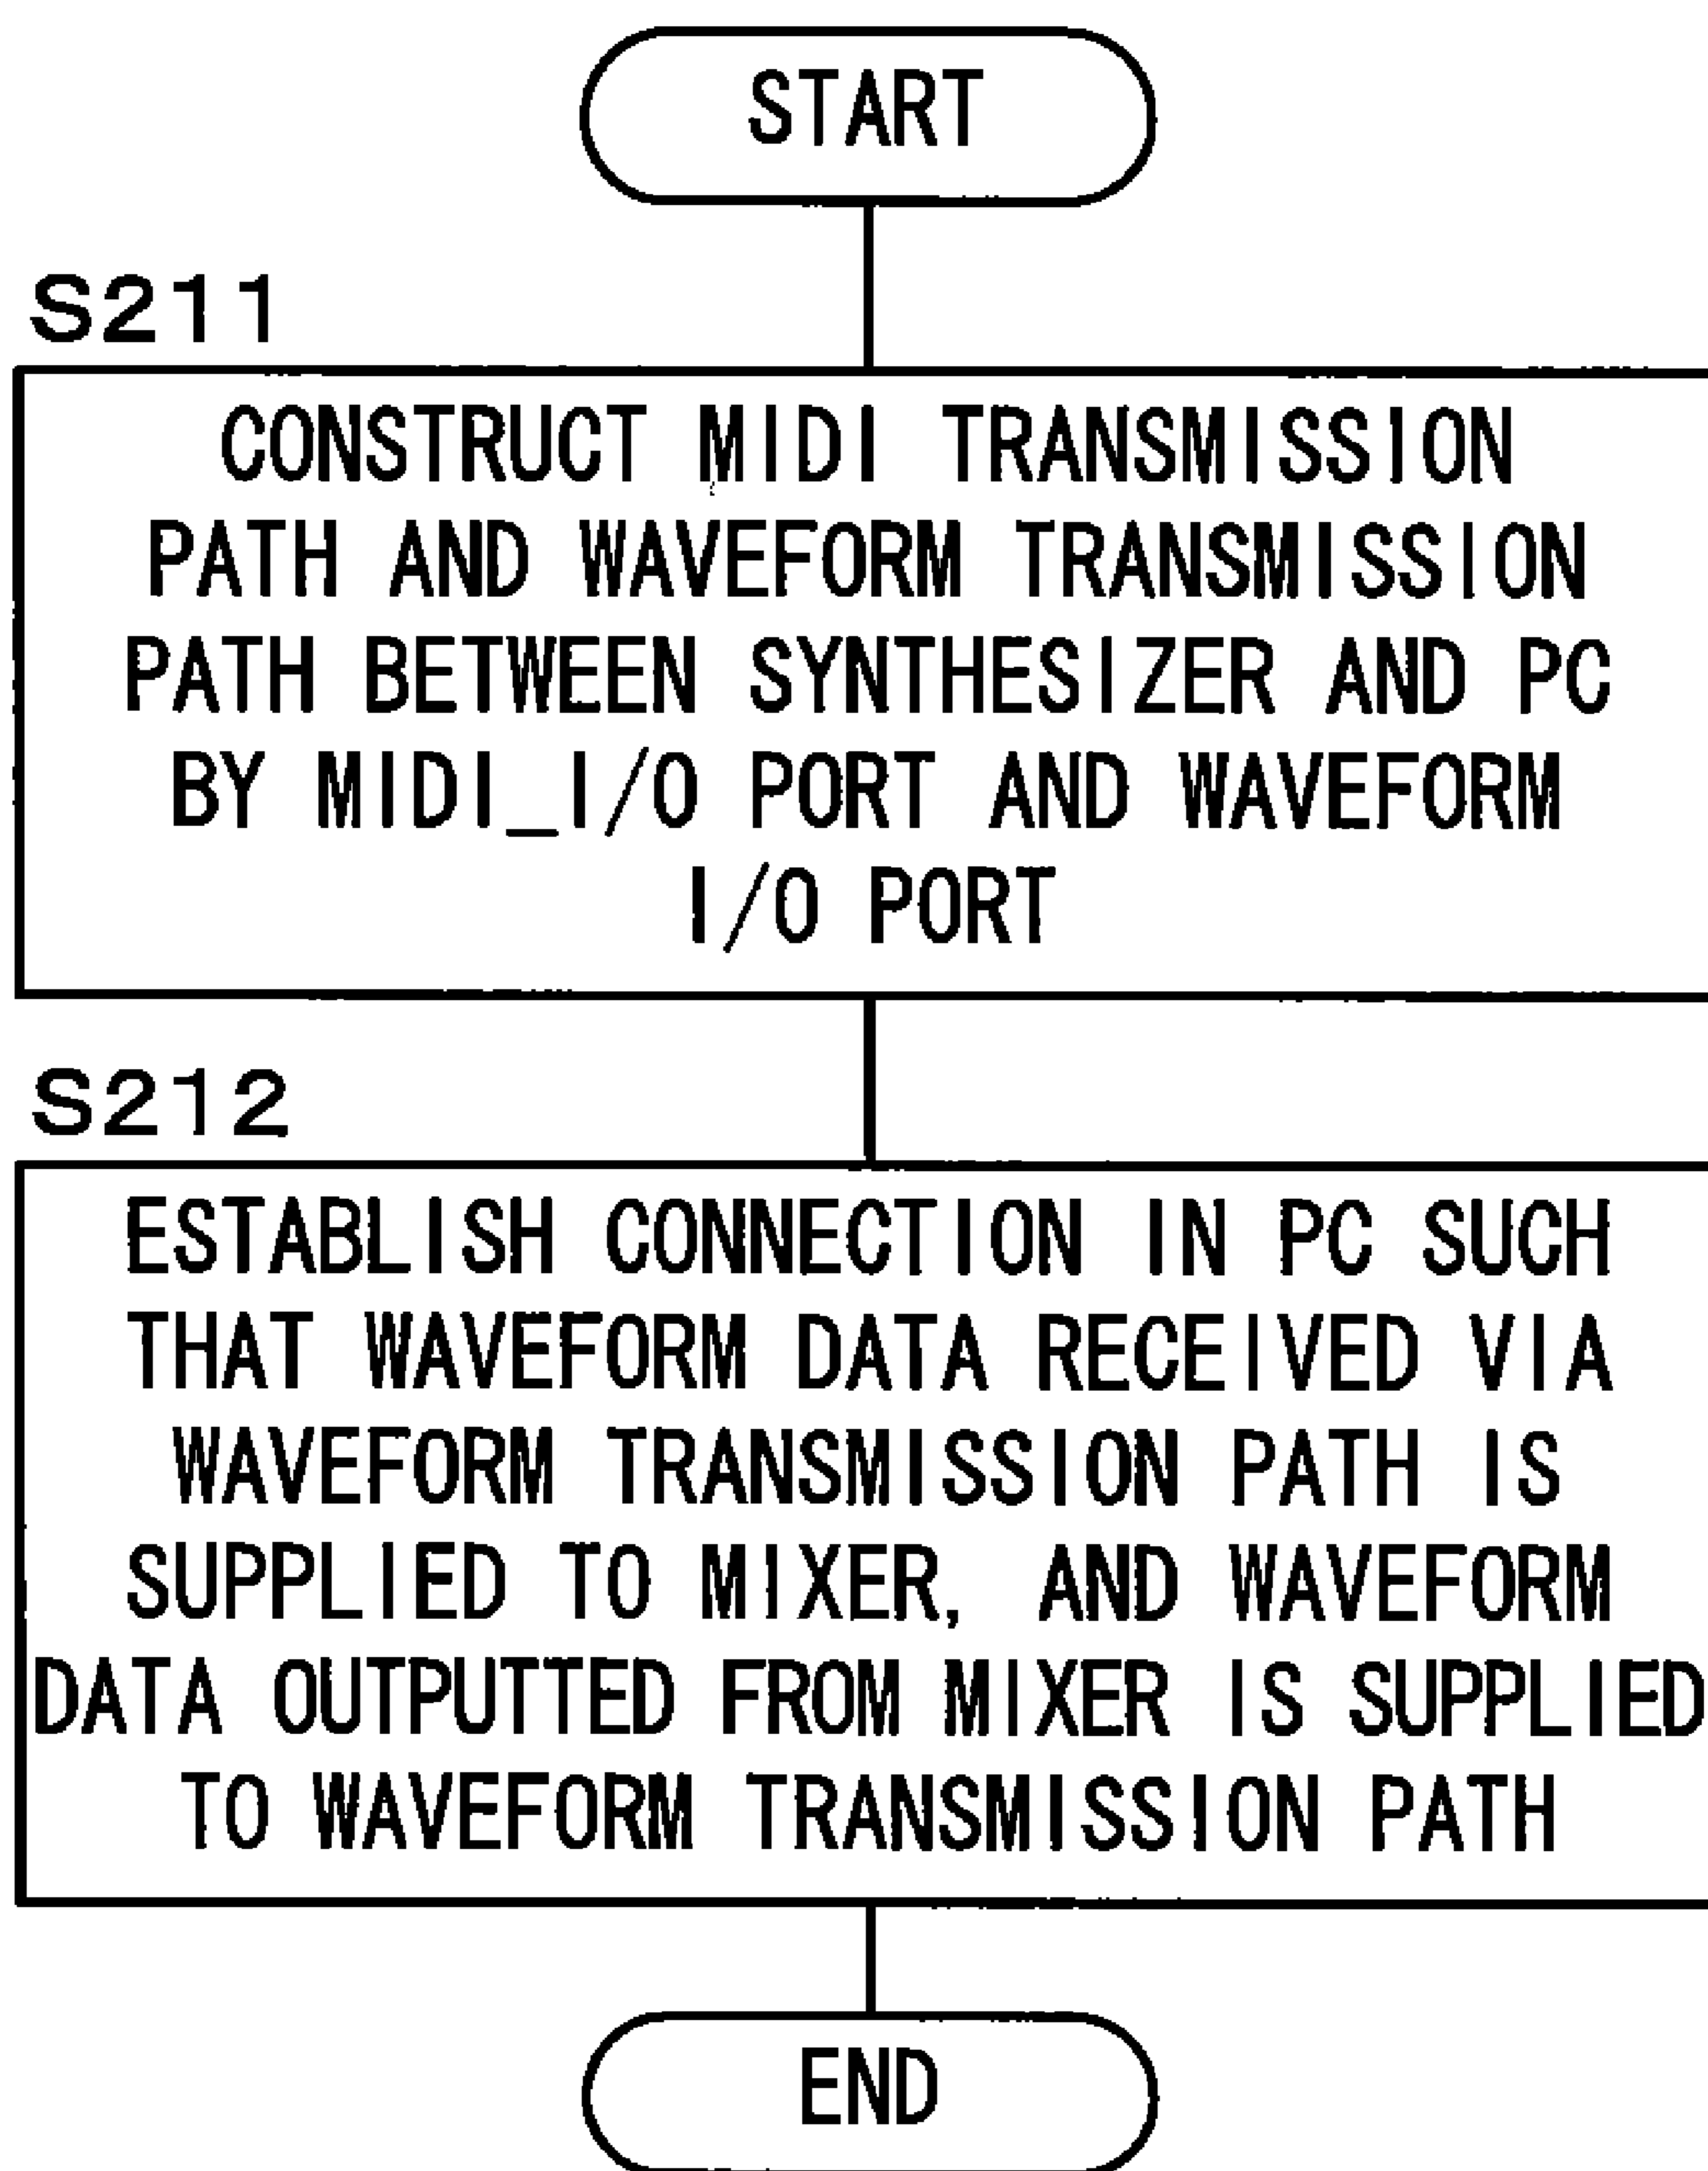 START
S211
CONSTRUCT MIDI TRANSMISSION
PATH AND WAVEFORM TRANSMISSION
PATH BETWEEN SYNTHESIZER AND PC
BY MIDI_I/O PORT AND WAVEFORM
I/O PORT
S212
ESTABLISH CONNECTION IN PC SUCH
THAT WAVEFORM DATA RECEIVED VIA
WAVEFORM TRANSMISSION PATH IS
SUPPLIED TO MIXER, AND WAVEFORM
DATA OUTPUTTED FROM MIXER IS SUPPLIED
TO WAVEFORM TRANSMISSION PATH
END